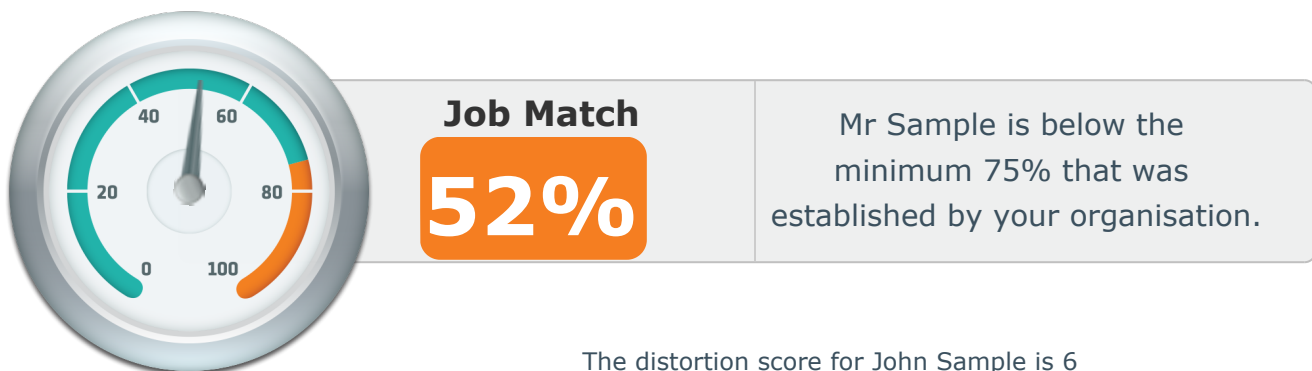 40
60
20
80
0
100
Job Match
52%
Mr Sample is below the
minimum 75% that was
established by your organisation.
The distortion score for John Sample is 6